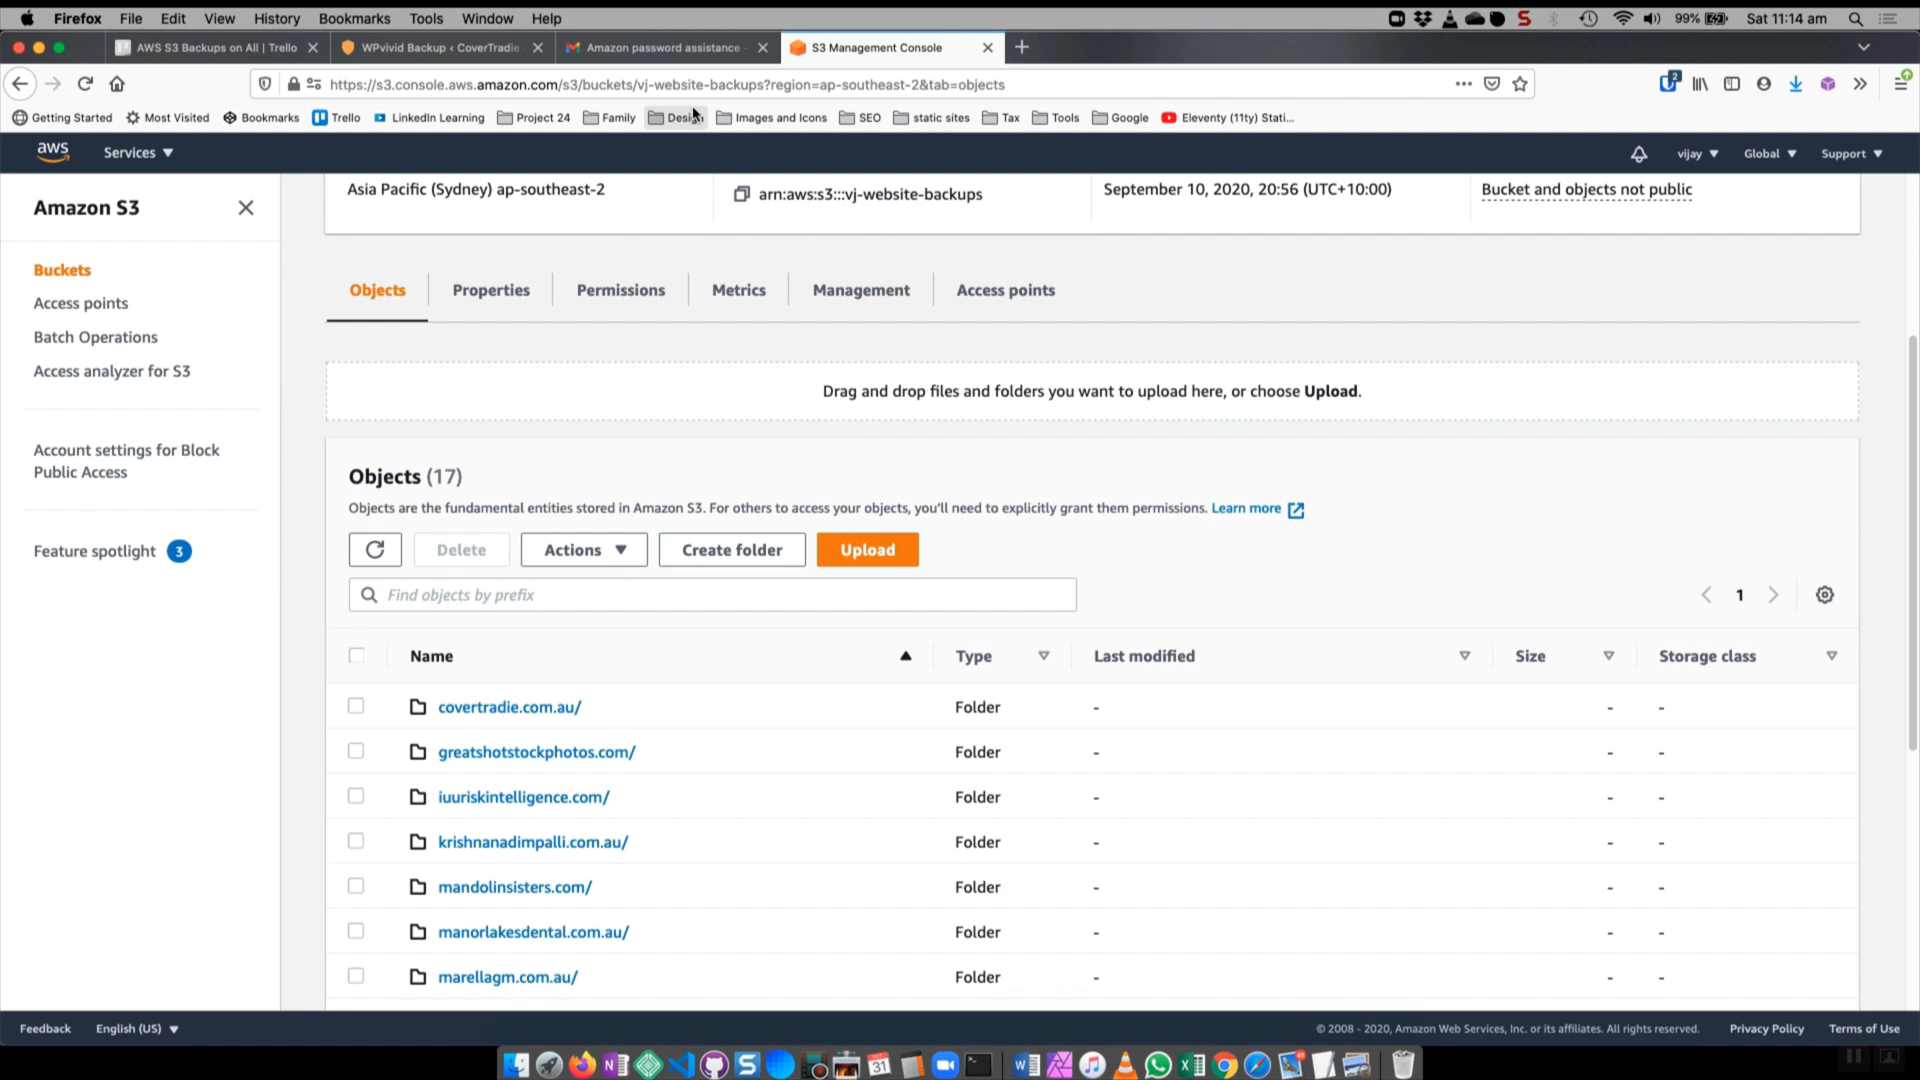 Firefox File Edit View History Bookmarks Tools Window Help
99% Sat 11:14 am
AWS S3 Backups on All | Trello
WPvivid Backup ‹ CoverTradie
Amazon password assistance
S3 Management Console
https://s3.console.aws.amazon.com/s3/buckets/vj-website-backups?region=ap-southeast-2&tab=objects
2
Getting Started Most Visited Bookmarks Trello LinkedIn Learning Project 24 Family Design Images and Icons SEO static sites Tax Tools Google Eleventy (11ty) Stati...
aws Services ▼ vijay ▼ Global ▼ Support ▼
Amazon S3
Buckets
Access points
Batch Operations
Access analyzer for S3
Account settings for Block
Public Access
Feature spotlight 3
Asia Pacific (Sydney) ap-southeast-2
arn:aws:s3:::vj-website-backups
September 10, 2020, 20:56 (UTC+10:00)
Bucket and objects not public
Objects Properties Permissions Metrics Management Access points
Drag and drop files and folders you want to upload here, or choose Upload.
Objects (17)
Objects are the fundamental entities stored in Amazon S3. For others to access your objects, you'll need to explicitly grant them permissions. Learn more
Delete Actions ▼ Create folder Upload
Find objects by prefix
1
Name Type Last modified Size Storage class
covertradie.com.au/ Folder - - -
greatshotstockphotos.com/ Folder - - -
iuuriskintelligence.com/ Folder - - -
krishnanadimpalli.com.au/ Folder - - -
mandolinsisters.com/ Folder - - -
manorlakesdental.com.au/ Folder - - -
marellagm.com.au/ Folder - - -
Feedback English (US) ▼ © 2008 - 2020, Amazon Web Services, Inc. or its affiliates. All rights reserved. Privacy Policy Terms of Use
31